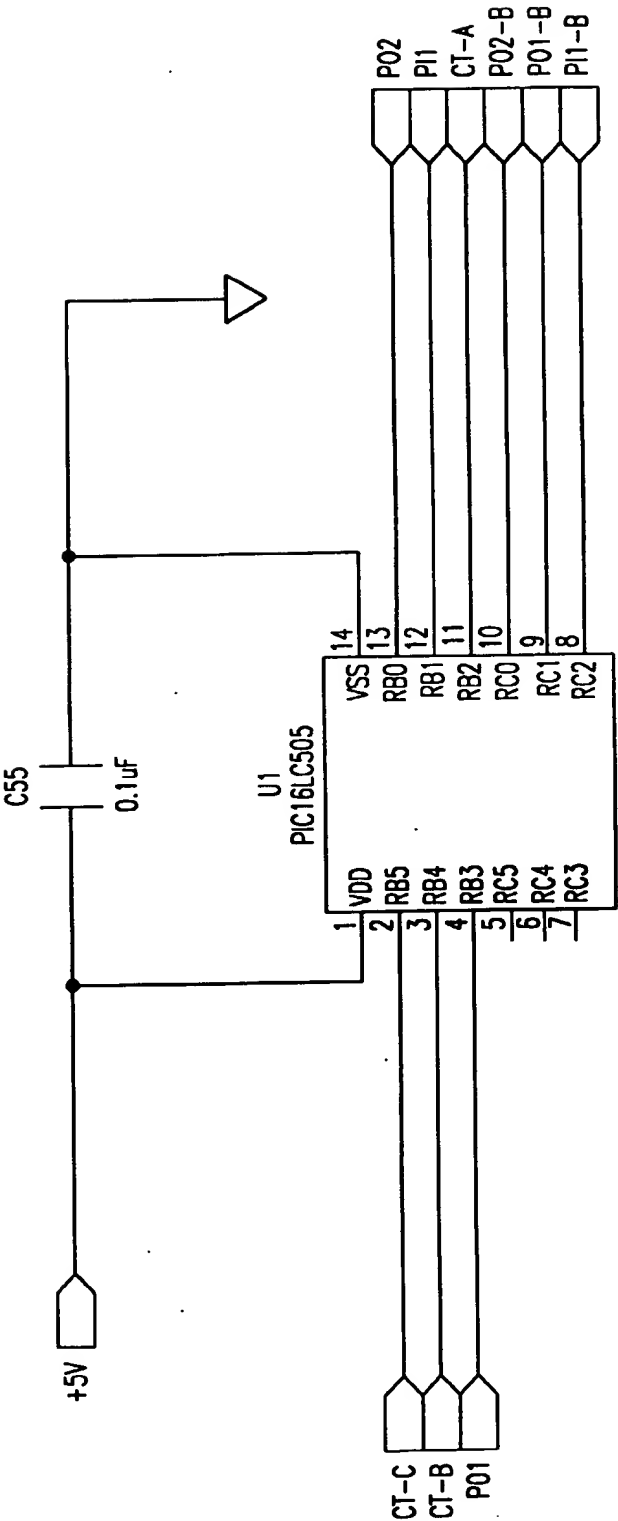 C55
0.1uF
+5V
U1
PIC16LC505
1 VDD
2 RB5
3 RB4
4 RB3
5 RC5
6 RC4
7 RC3
VSS 14
RB0 13
RB1 12
RB2 11
RC0 10
RC1 9
RC2 8
CT-C
CT-B
PO1
PO2
PI1
CT-A
PO2-B
PO1-B
PI1-B